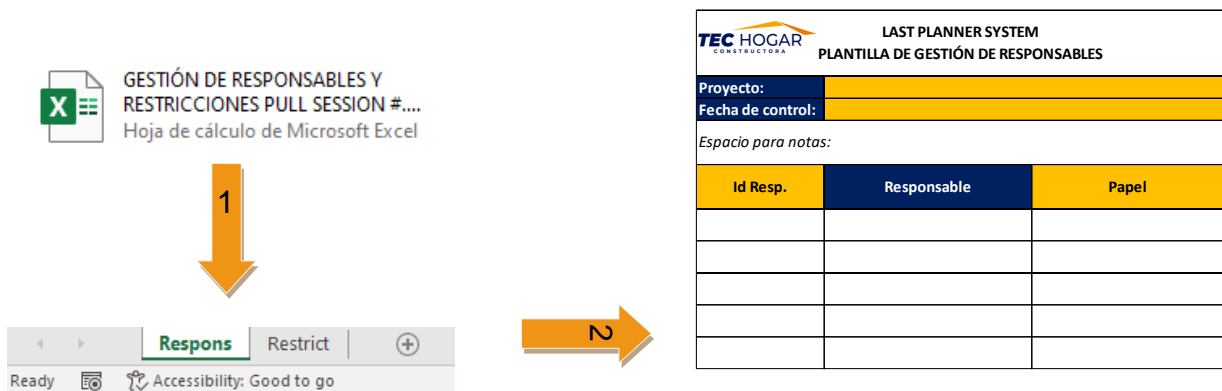 GESTIÓN DE RESPONSABLES Y
RESTRICCIONES PULL SESSION #....
Hoja de cálculo de Microsoft Excel
1
Respons Restrict
Ready Accessibility: Good to go
2
TEC HOGAR
CONSTRUCTORA
LAST PLANNER SYSTEM
PLANTILLA DE GESTIÓN DE RESPONSABLES
Proyecto:
Fecha de control:
Espacio para notas:
Id Resp. Responsable Papel